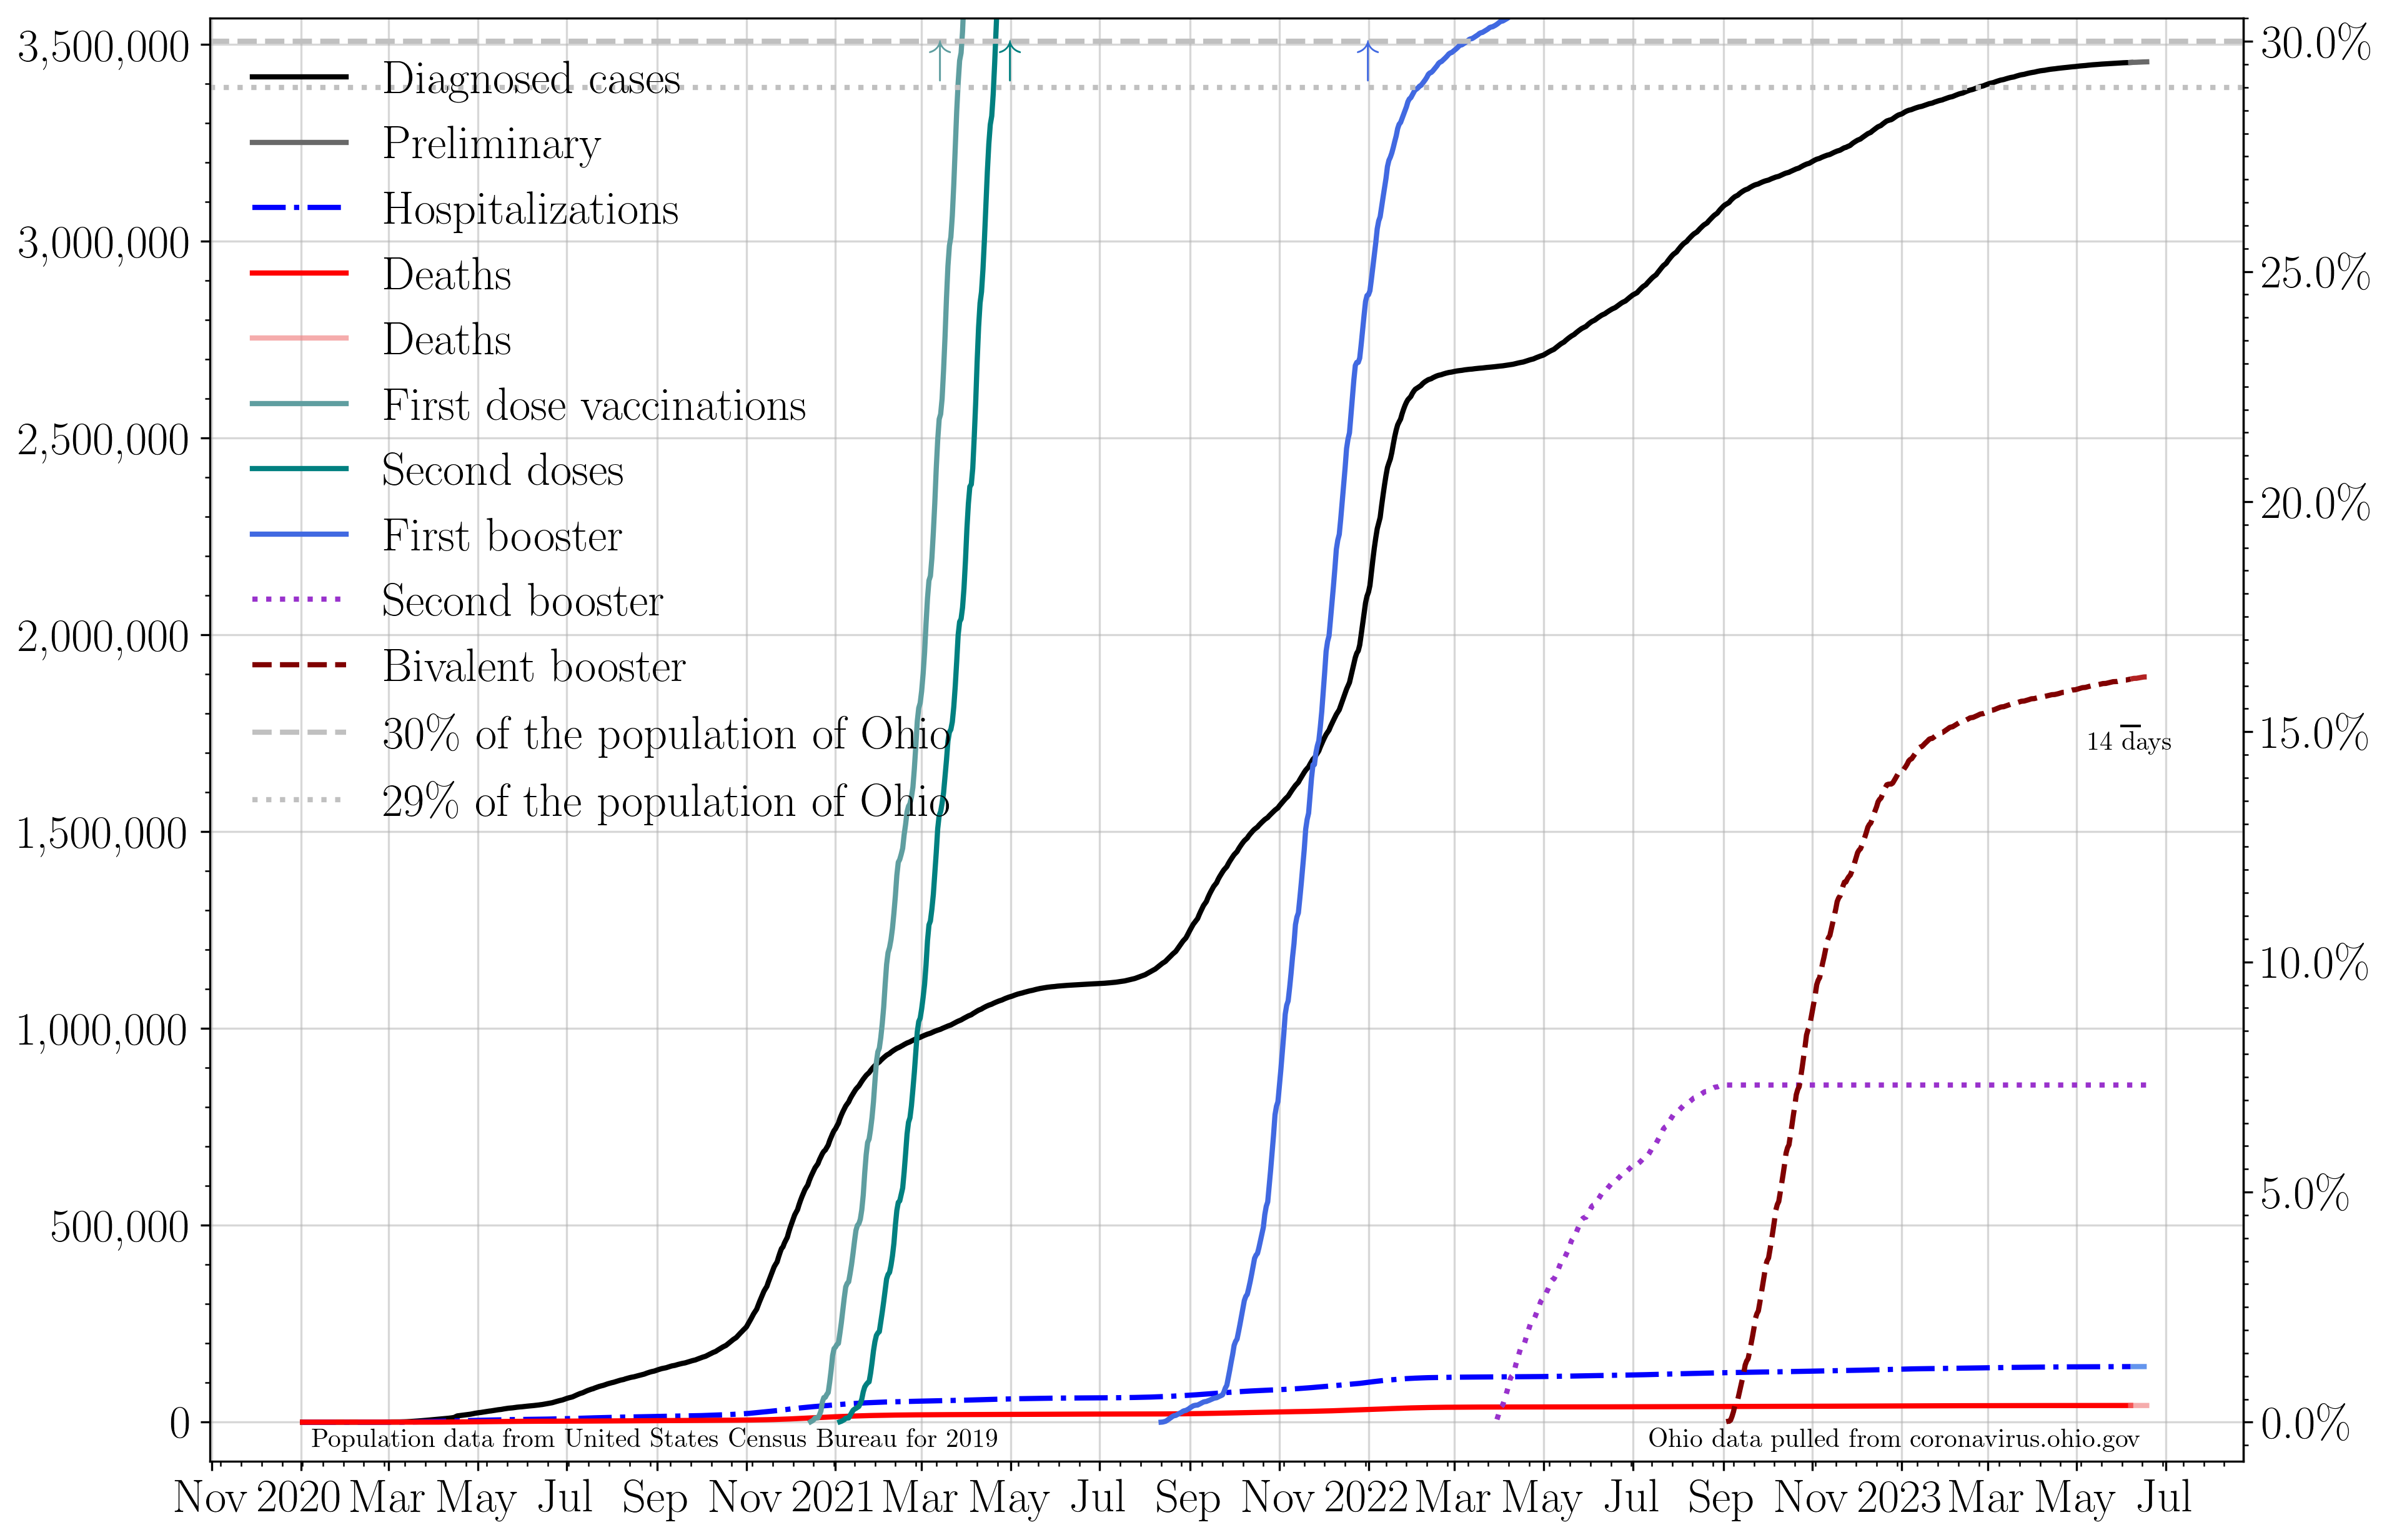 3,500,000
3,000,000
2,500,000
2,000,000
1,500,000
1,000,000
500,000
0
Diagnosed cases
Preliminary
Hospitalizations
Deaths
Deaths
First dose vaccinations
Second doses
First booster
Second booster
Bivalent booster
30% of the population of Ohio
29% of the population of Ohio
30.0%
25.0%
20.0%
15.0%
10.0%
5.0%
0.0%
14 days
Population data from United States Census Bureau for 2019
Ohio data pulled from coronavirus.ohio.gov
Nov 2020 Mar May Jul Sep Nov 2021 Mar May Jul Sep Nov 2022 Mar May Jul Sep Nov 2023 Mar May Jul